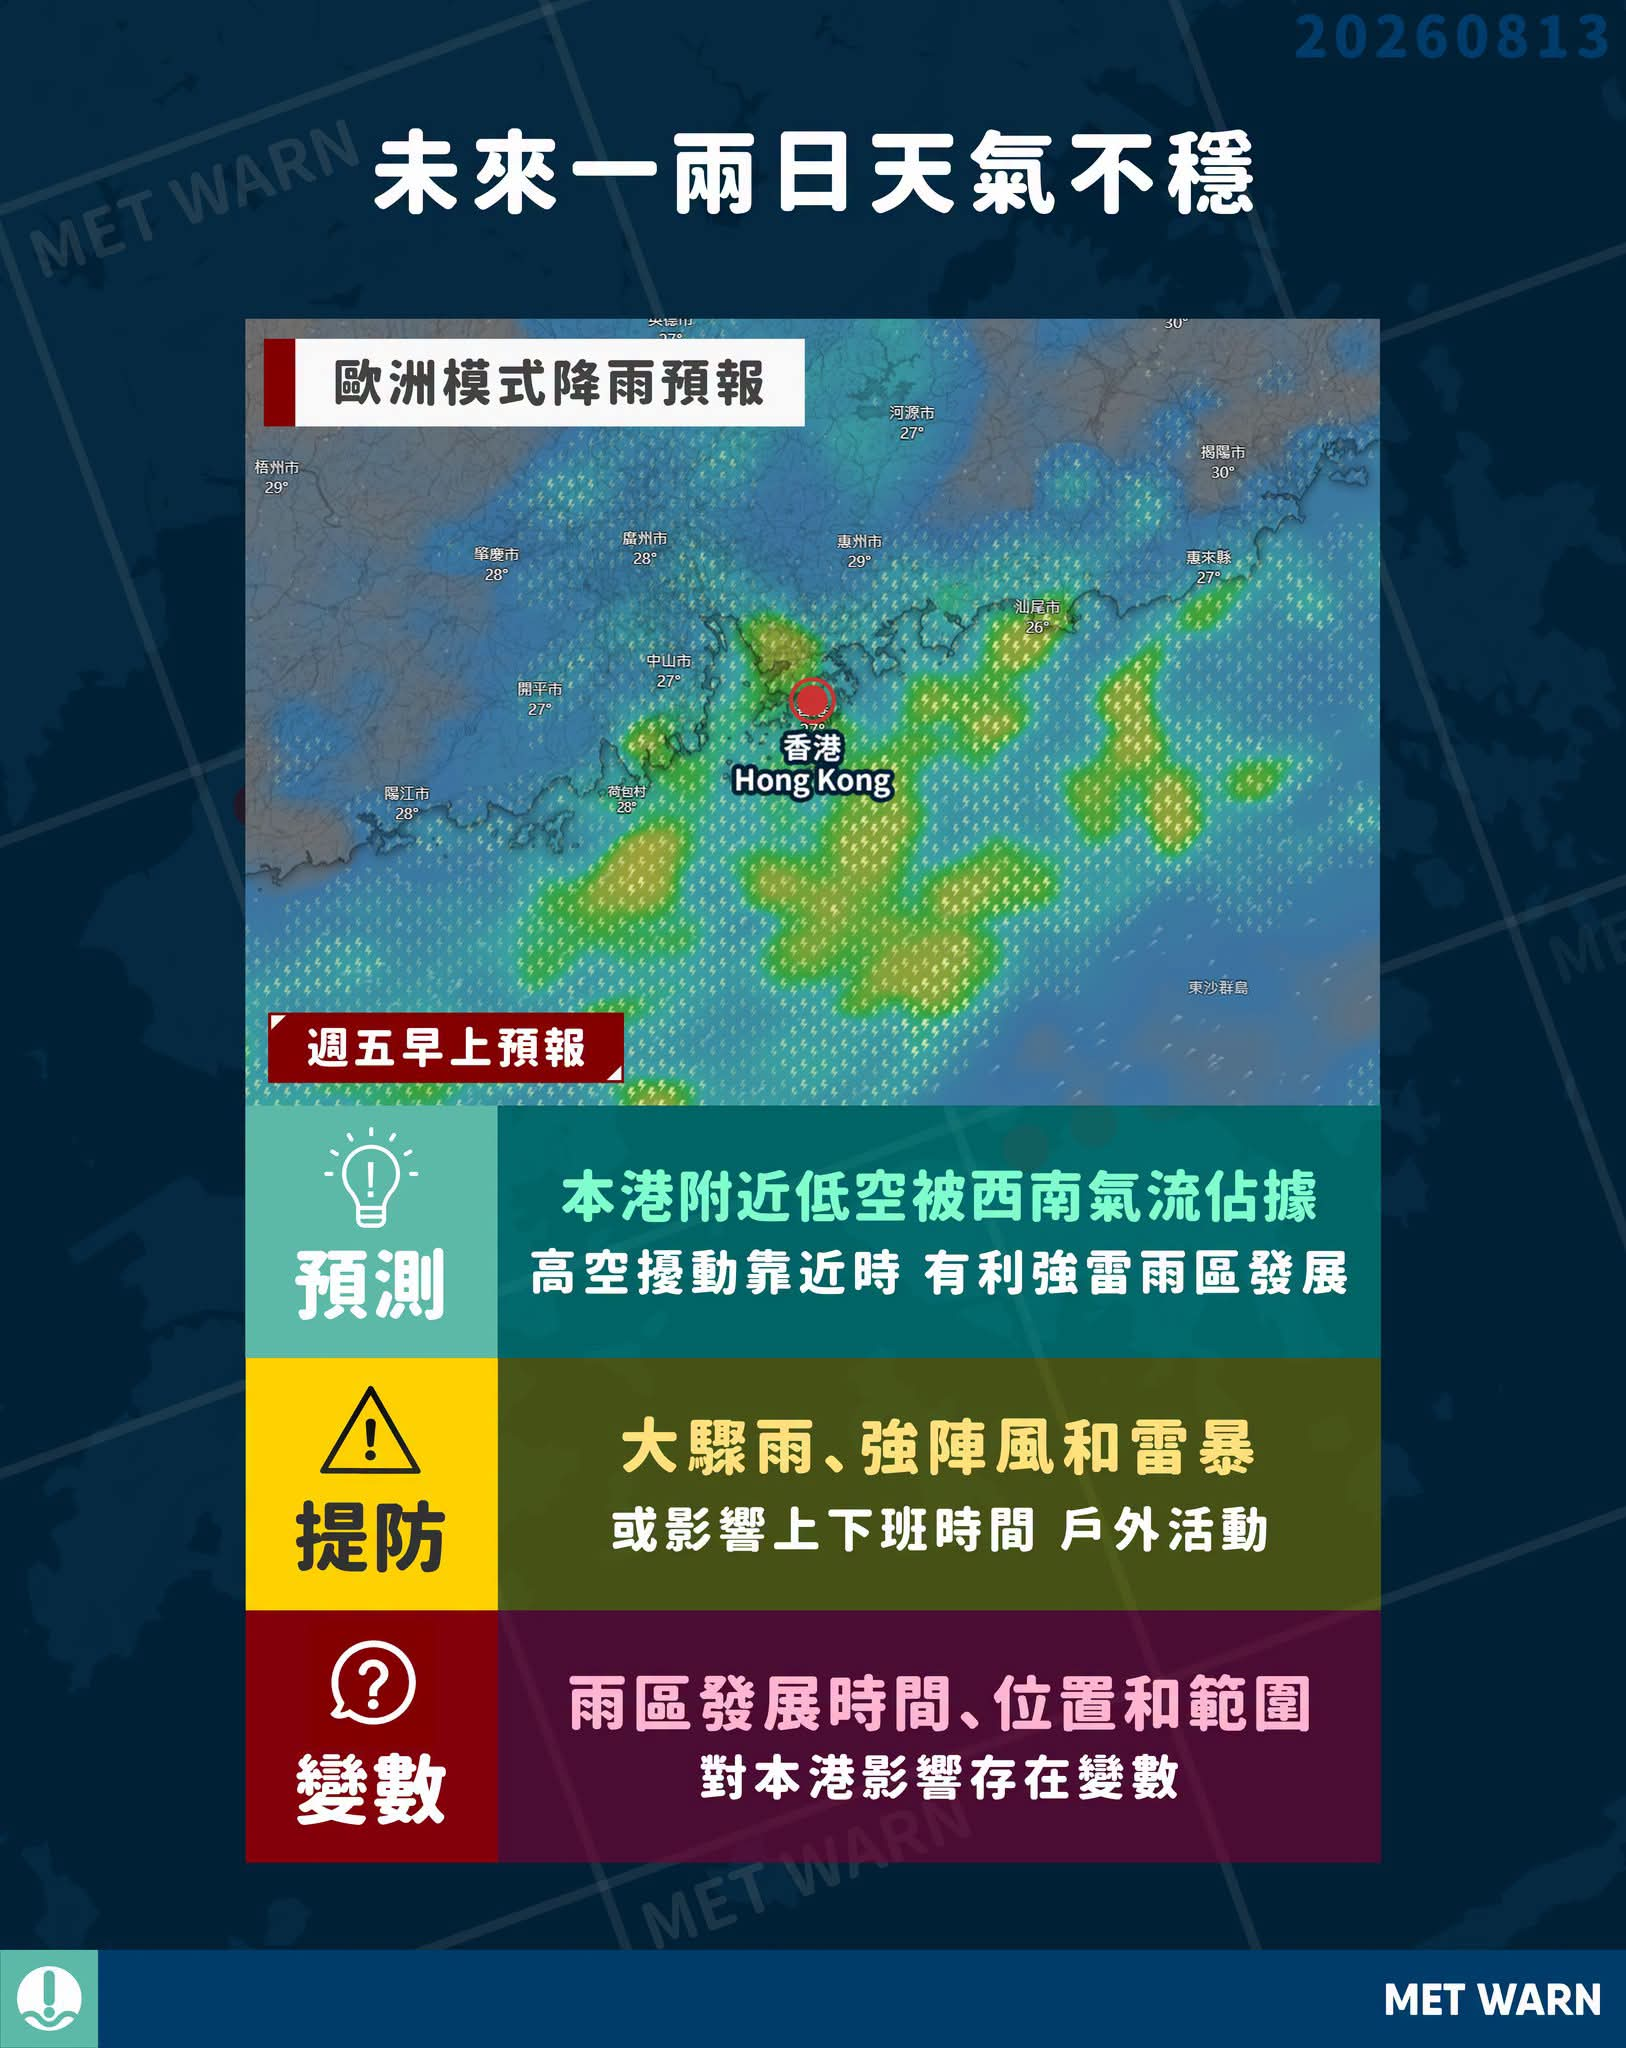 20260813
MET WARN
未來一兩日天氣不穩
英德市
27°
30°
歐洲模式降雨預報
河源市
27°
揭陽市
30°
梧州市
29°
廣州市
28°
惠州市
29°
肇慶市
28°
惠來縣
27°
汕尾市
26°
中山市
27°
開平市
27°
27°
香港
Hong Kong
陽江市
28°
荷包村
28°
東沙群島
週五早上預報
預測
本港附近低空被西南氣流佔據
高空擾動靠近時 有利強雷雨區發展
提防
大驟雨、強陣風和雷暴
或影響上下班時間 戶外活動
變數
雨區發展時間、位置和範圍
對本港影響存在變數
MET WARN
MET WARN